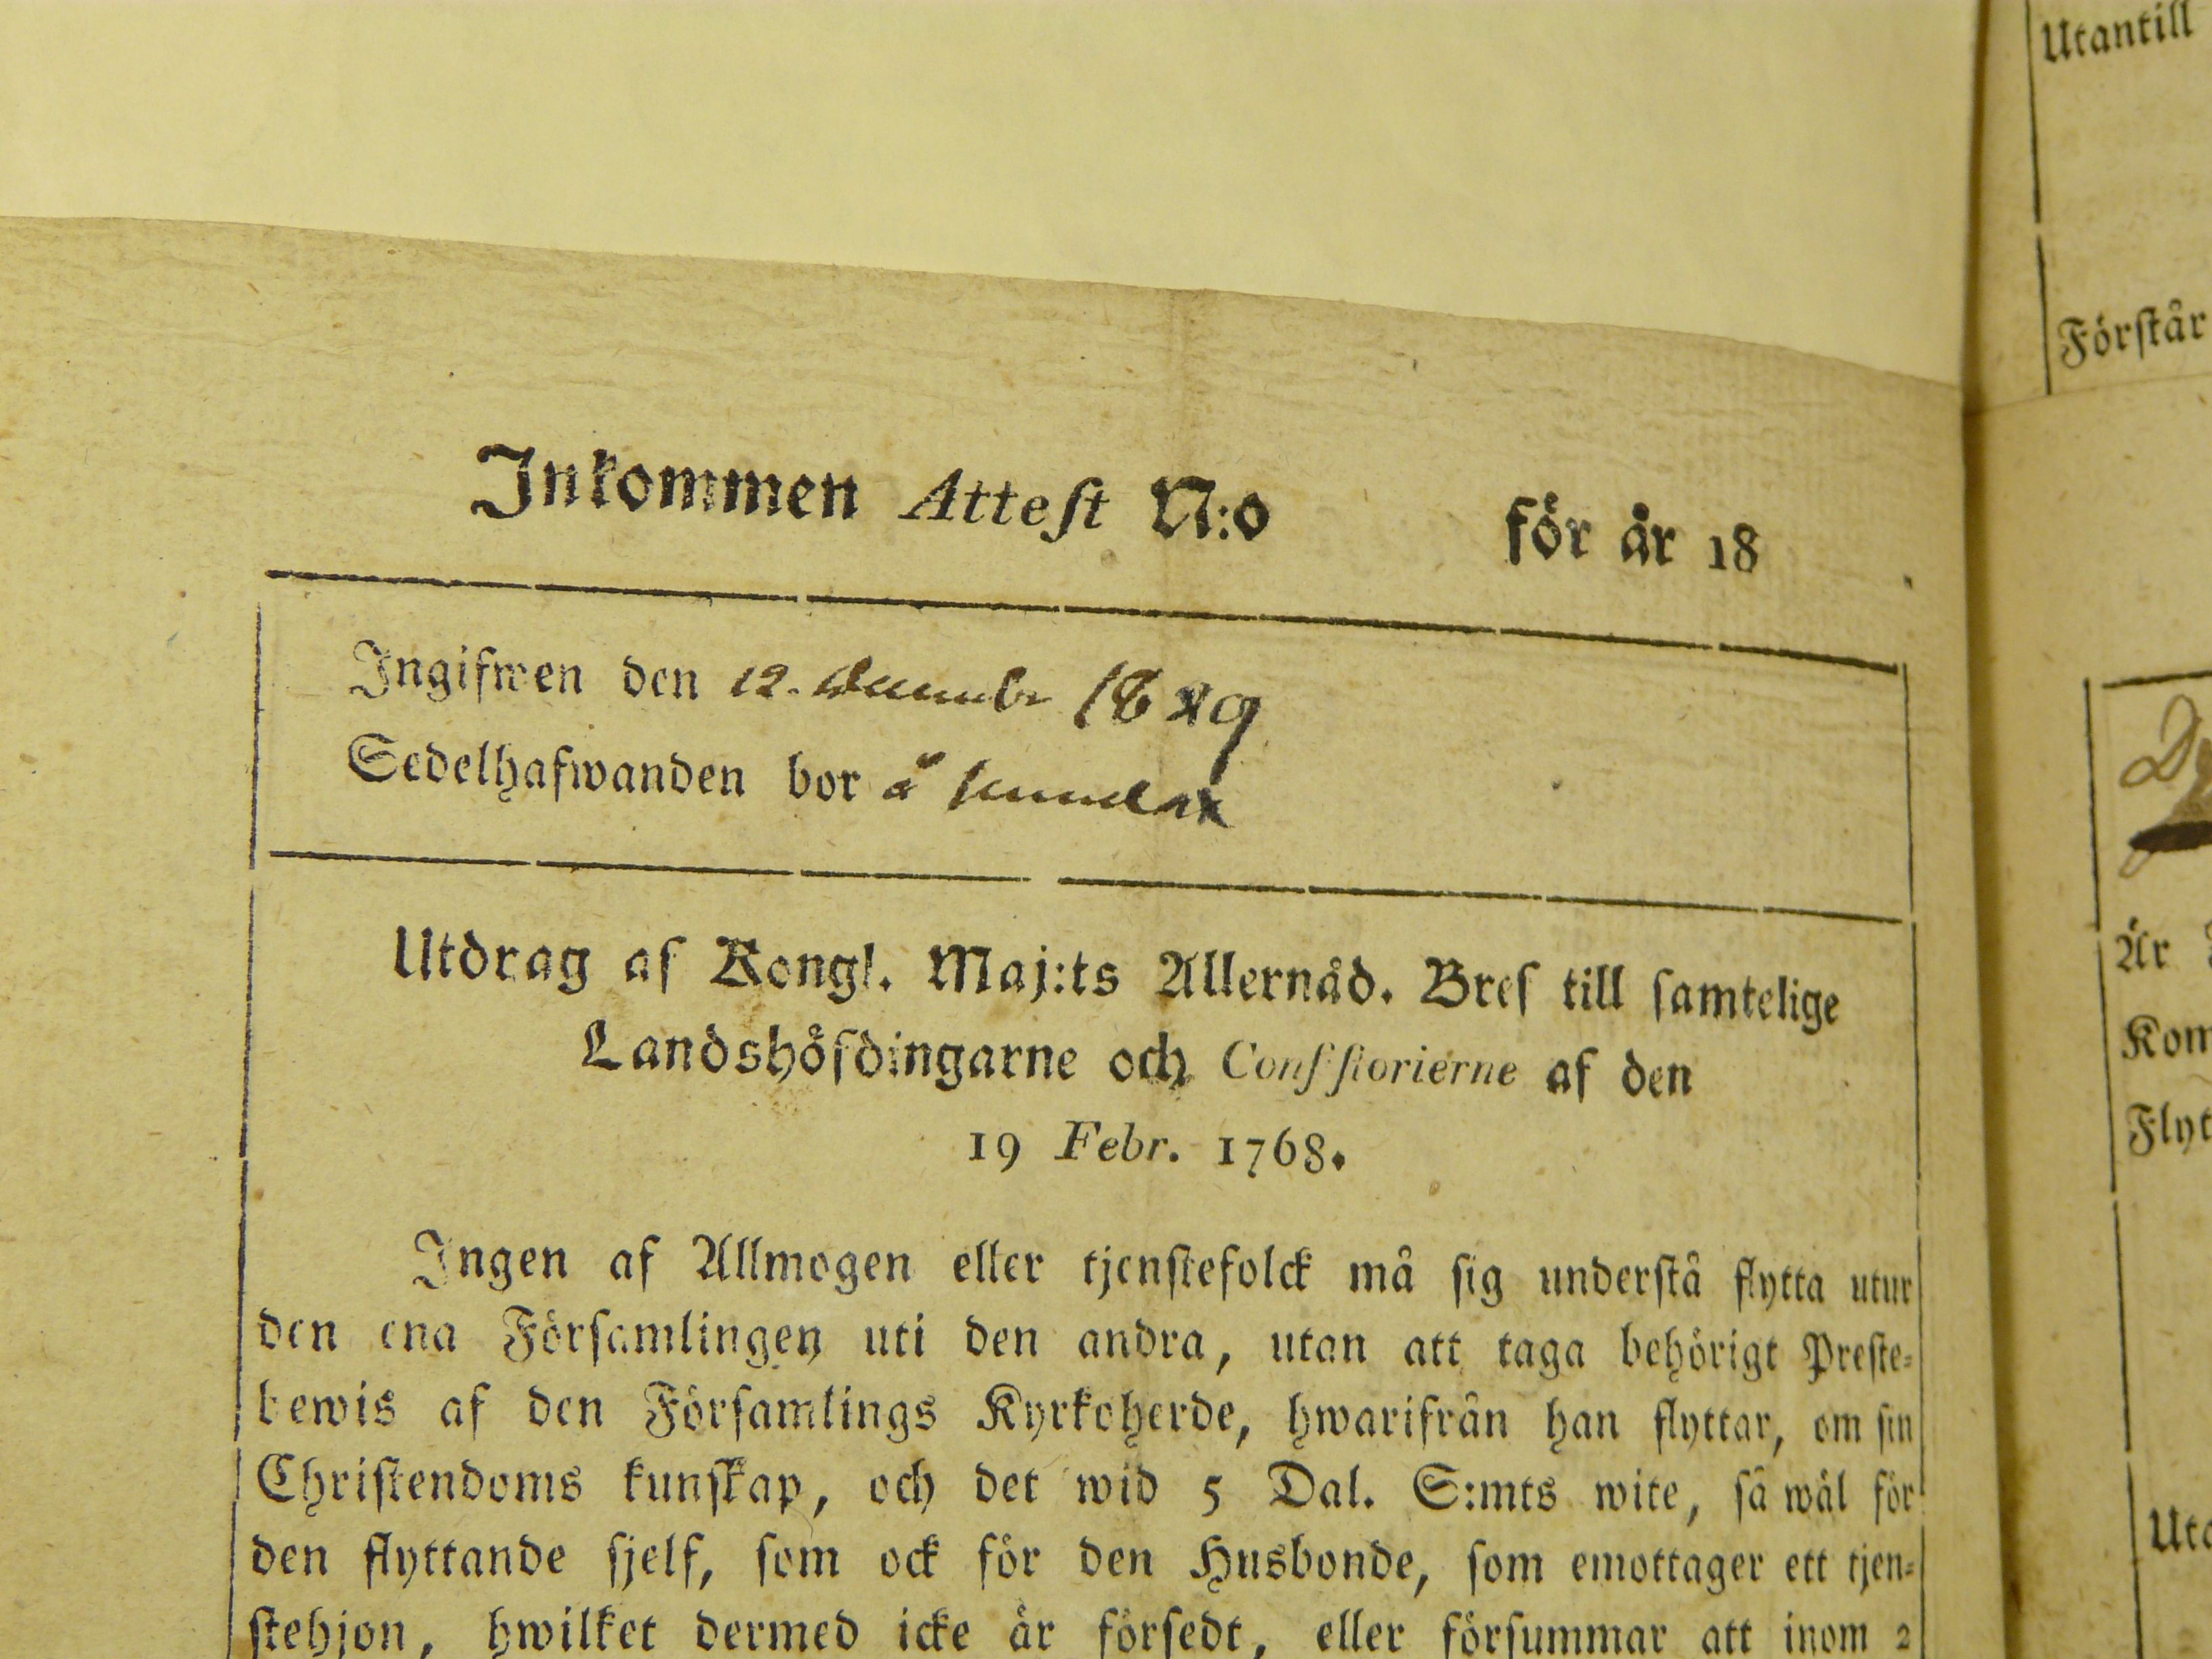 Inkommen Attest N:o för år 18
Ingifwen den 12. December 1829
Sedelhafwanden bor å
Utdrag af Kongl. Maj:ts Allernåd. Bref till samtelige
Landshöfdingarne och Consistorierne af den
19 Febr. 1768.
Ingen af Allmogen eller tjenstefolck må sig understå flytta utur
den ena Församlingen uti den andra, utan att taga behörigt Preste-
bewis af den Församlings Kyrkoherde, hwarifrån han flyttar, om sin
Christendoms kunskap, och det wid 5 Dal. S:mts wite, så wäl för
den flyttande sjelf, som ock för den Husbonde, som emottager ett tjen-
stehjon, hwilket dermed icke är försedt, eller försummar att inom 2
Utantill
Förstår
Är
Kom
Flyt
Uta